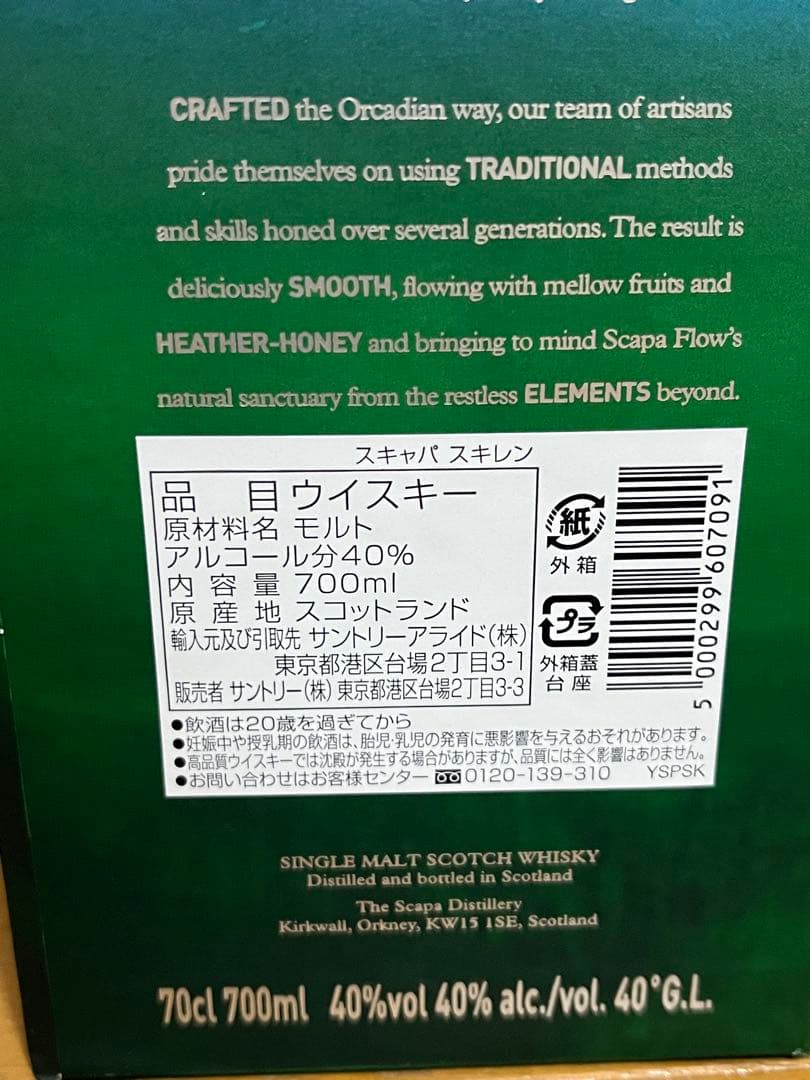 CRAFTED the Orcadian way, our team of artisans
pride themselves on using TRADITIONAL methods
and skills honed over several generations. The result is
deliciously SMOOTH, flowing with mellow fruits and
HEATHER-HONEY and bringing to mind Scapa Flow's
natural sanctuary from the restless ELEMENTS beyond.
スキャパ スキレン
品 目 ウイスキー
原材料名 モルト
アルコール分40%
内 容 量 700ml
原 産 地 スコットランド
輸入元及び引取先 サントリーアライド(株)
東京都港区台場2丁目3-1
販売者 サントリー(株) 東京都港区台場2丁目3-3
紙
外 箱
プラ
外箱蓋
台 座
5 000299 607091
●飲酒は20歳を過ぎてから
●妊娠中や授乳期の飲酒は、胎児・乳児の発育に悪影響を与えるおそれがあります。
●高品質ウイスキーでは沈殿が発生する場合がありますが、品質には全く影響はありません。
●お問い合わせはお客様センター 0120-139-310 YSPSK
SINGLE MALT SCOTCH WHISKY
Distilled and bottled in Scotland
The Scapa Distillery
Kirkwall, Orkney, KW15 1SE, Scotland
70cl 700ml 40%vol 40% alc./vol. 40°G.L.